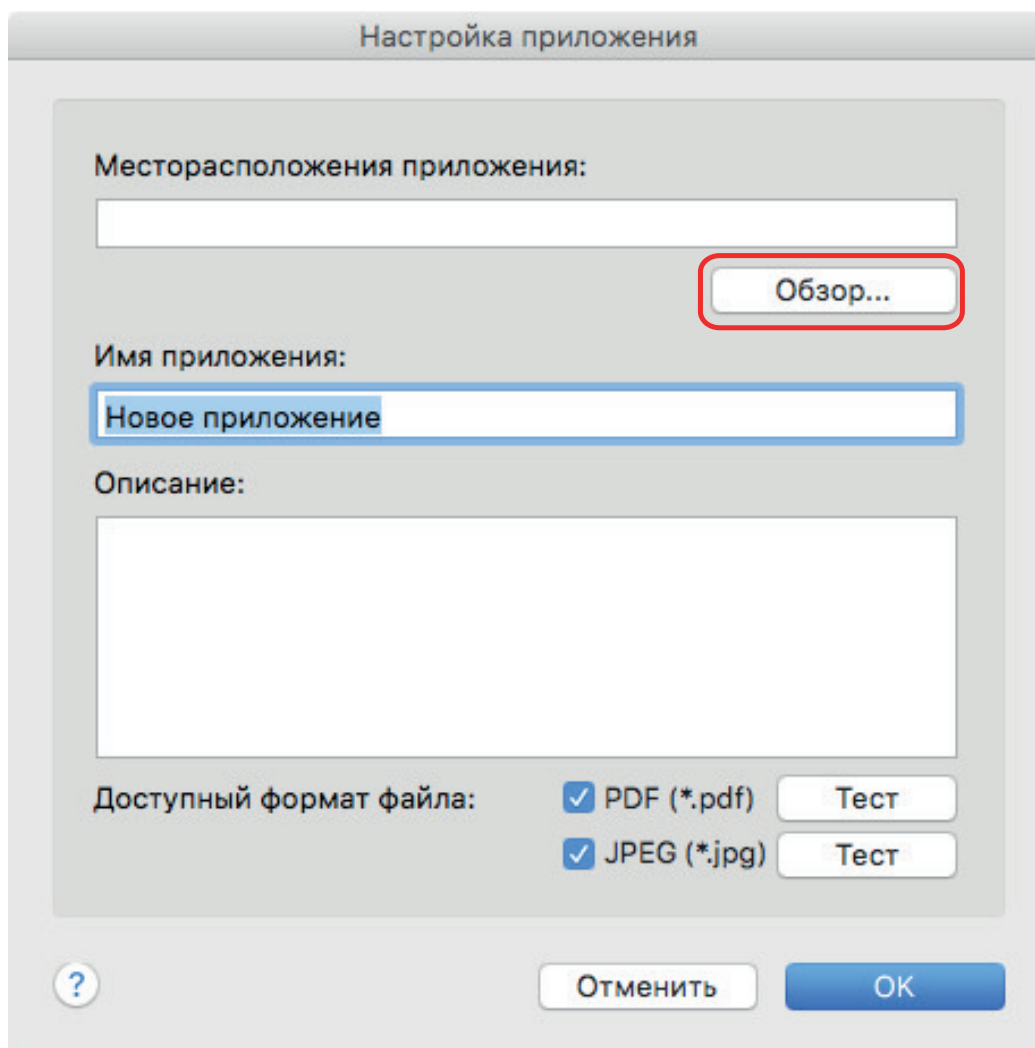 Настройка приложения
Месторасположения приложения:
Обзор...
Имя приложения:
Новое приложение
Описание:
Доступный формат файла:
PDF (*.pdf)
Тест
JPEG (*.jpg)
Тест
?
Отменить
OK